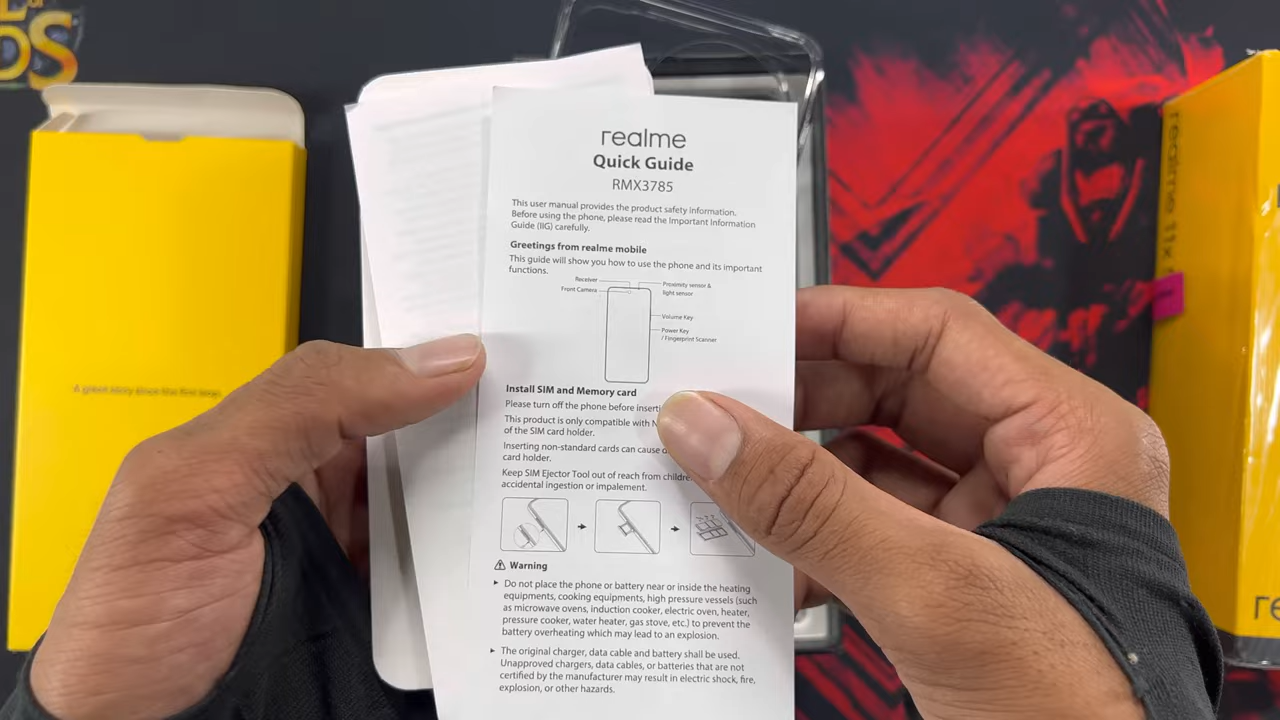 OF
realme
Quick Guide
RMX3785
This user manual provides the product safety information.
Before using the phone, please read the Important Information
Guide (IIG) carefully.
Greetings from realme mobile
This guide will show you how to use the phone and its important
functions.
Receiver
Front Camera
Proximity sensor &
light sensor
Volume Key
Power Key
/ Fingerprint Scanner
Install SIM and Memory card
Please turn off the phone before inserti
This product is only compatible with N
of the SIM card holder.
Inserting non-standard cards can cause d
card holder.
Keep SIM Ejector Tool out of reach from childre
accidental ingestion or impalement.
Warning
Do not place the phone or battery near or inside the heating
equipments, cooking equipments, high pressure vessels (such
as microwave ovens, induction cooker, electric oven, heater,
pressure cooker, water heater, gas stove, etc.) to prevent the
battery overheating which may lead to an explosion.
The original charger, data cable and battery shall be used.
Unapproved chargers, data cables, or batteries that are not
certified by the manufacturer may result in electric shock, fire,
explosion, or other hazards.
A great story since the first
realme 11x
re